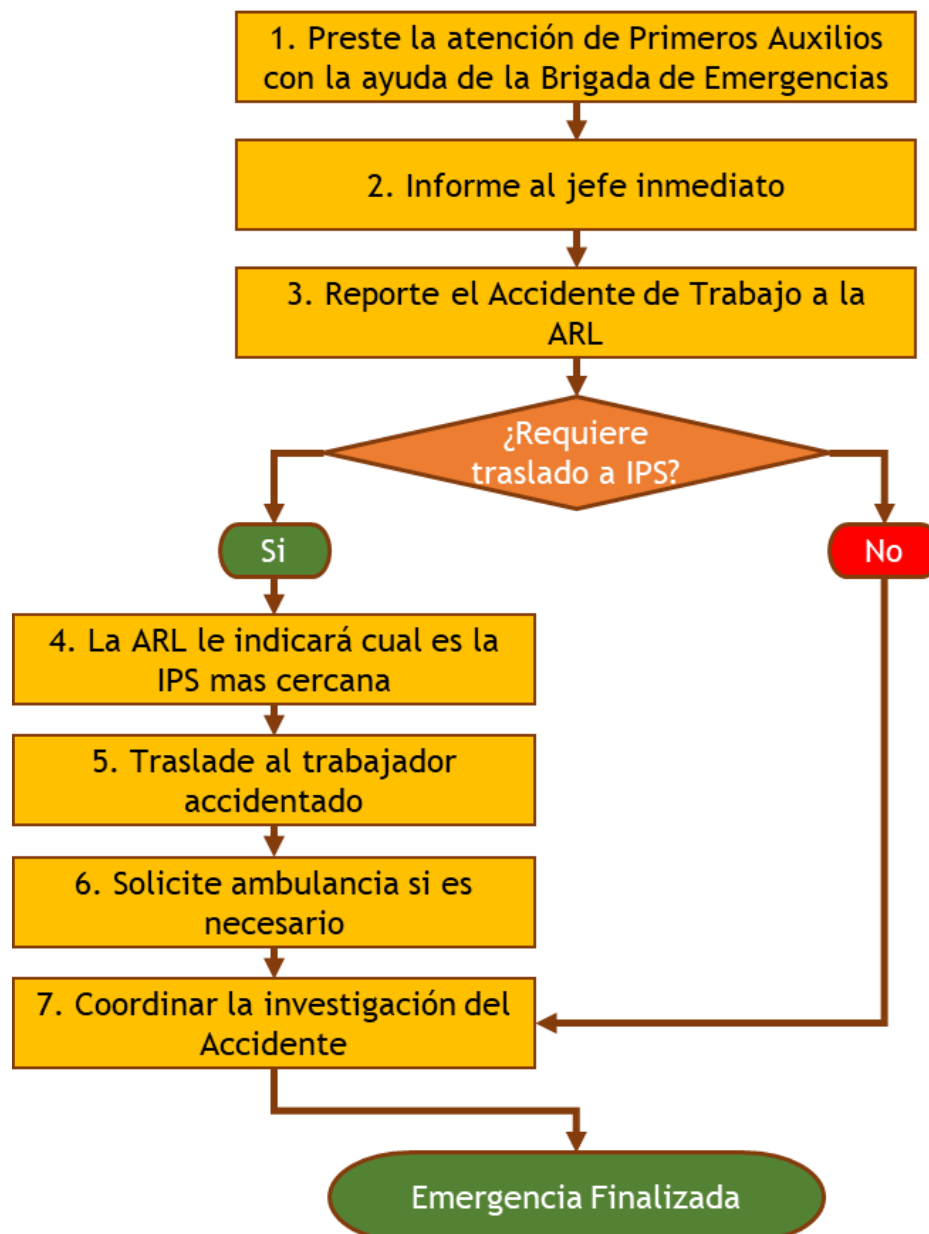 1. Preste la atención de Primeros Auxilios
con la ayuda de la Brigada de Emergencias
2. Informe al jefe inmediato
3. Reporte el Accidente de Trabajo a la
ARL
¿Requiere
traslado a IPS?
Si
No
4. La ARL le indicará cual es la
IPS mas cercana
5. Traslade al trabajador
accidentado
6. Solicite ambulancia si es
necesario
7. Coordinar la investigación del
Accidente
Emergencia Finalizada